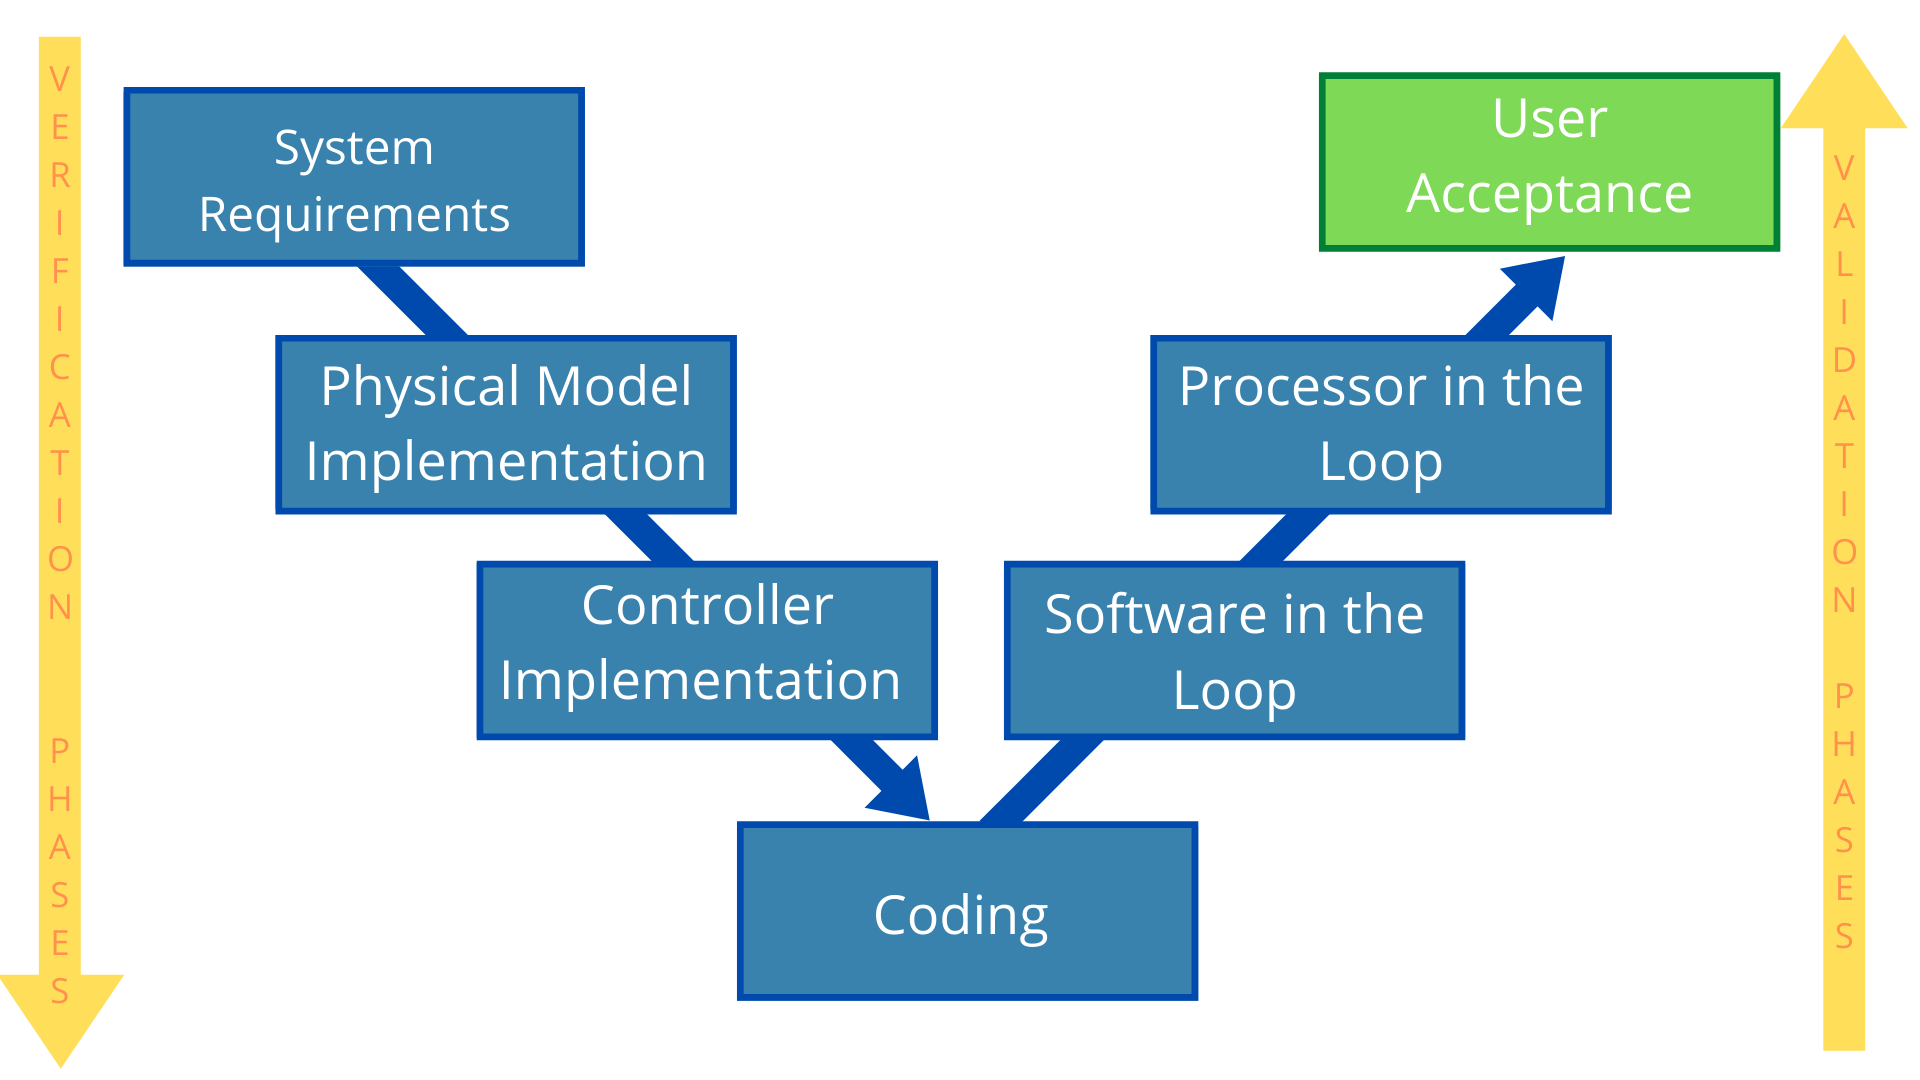 VERIFICATION PHASES
System
Requirements
Physical Model
Implementation
Controller
Implementation
Coding
Software in the
Loop
Processor in the
Loop
User
Acceptance
VALIDATION PHASES